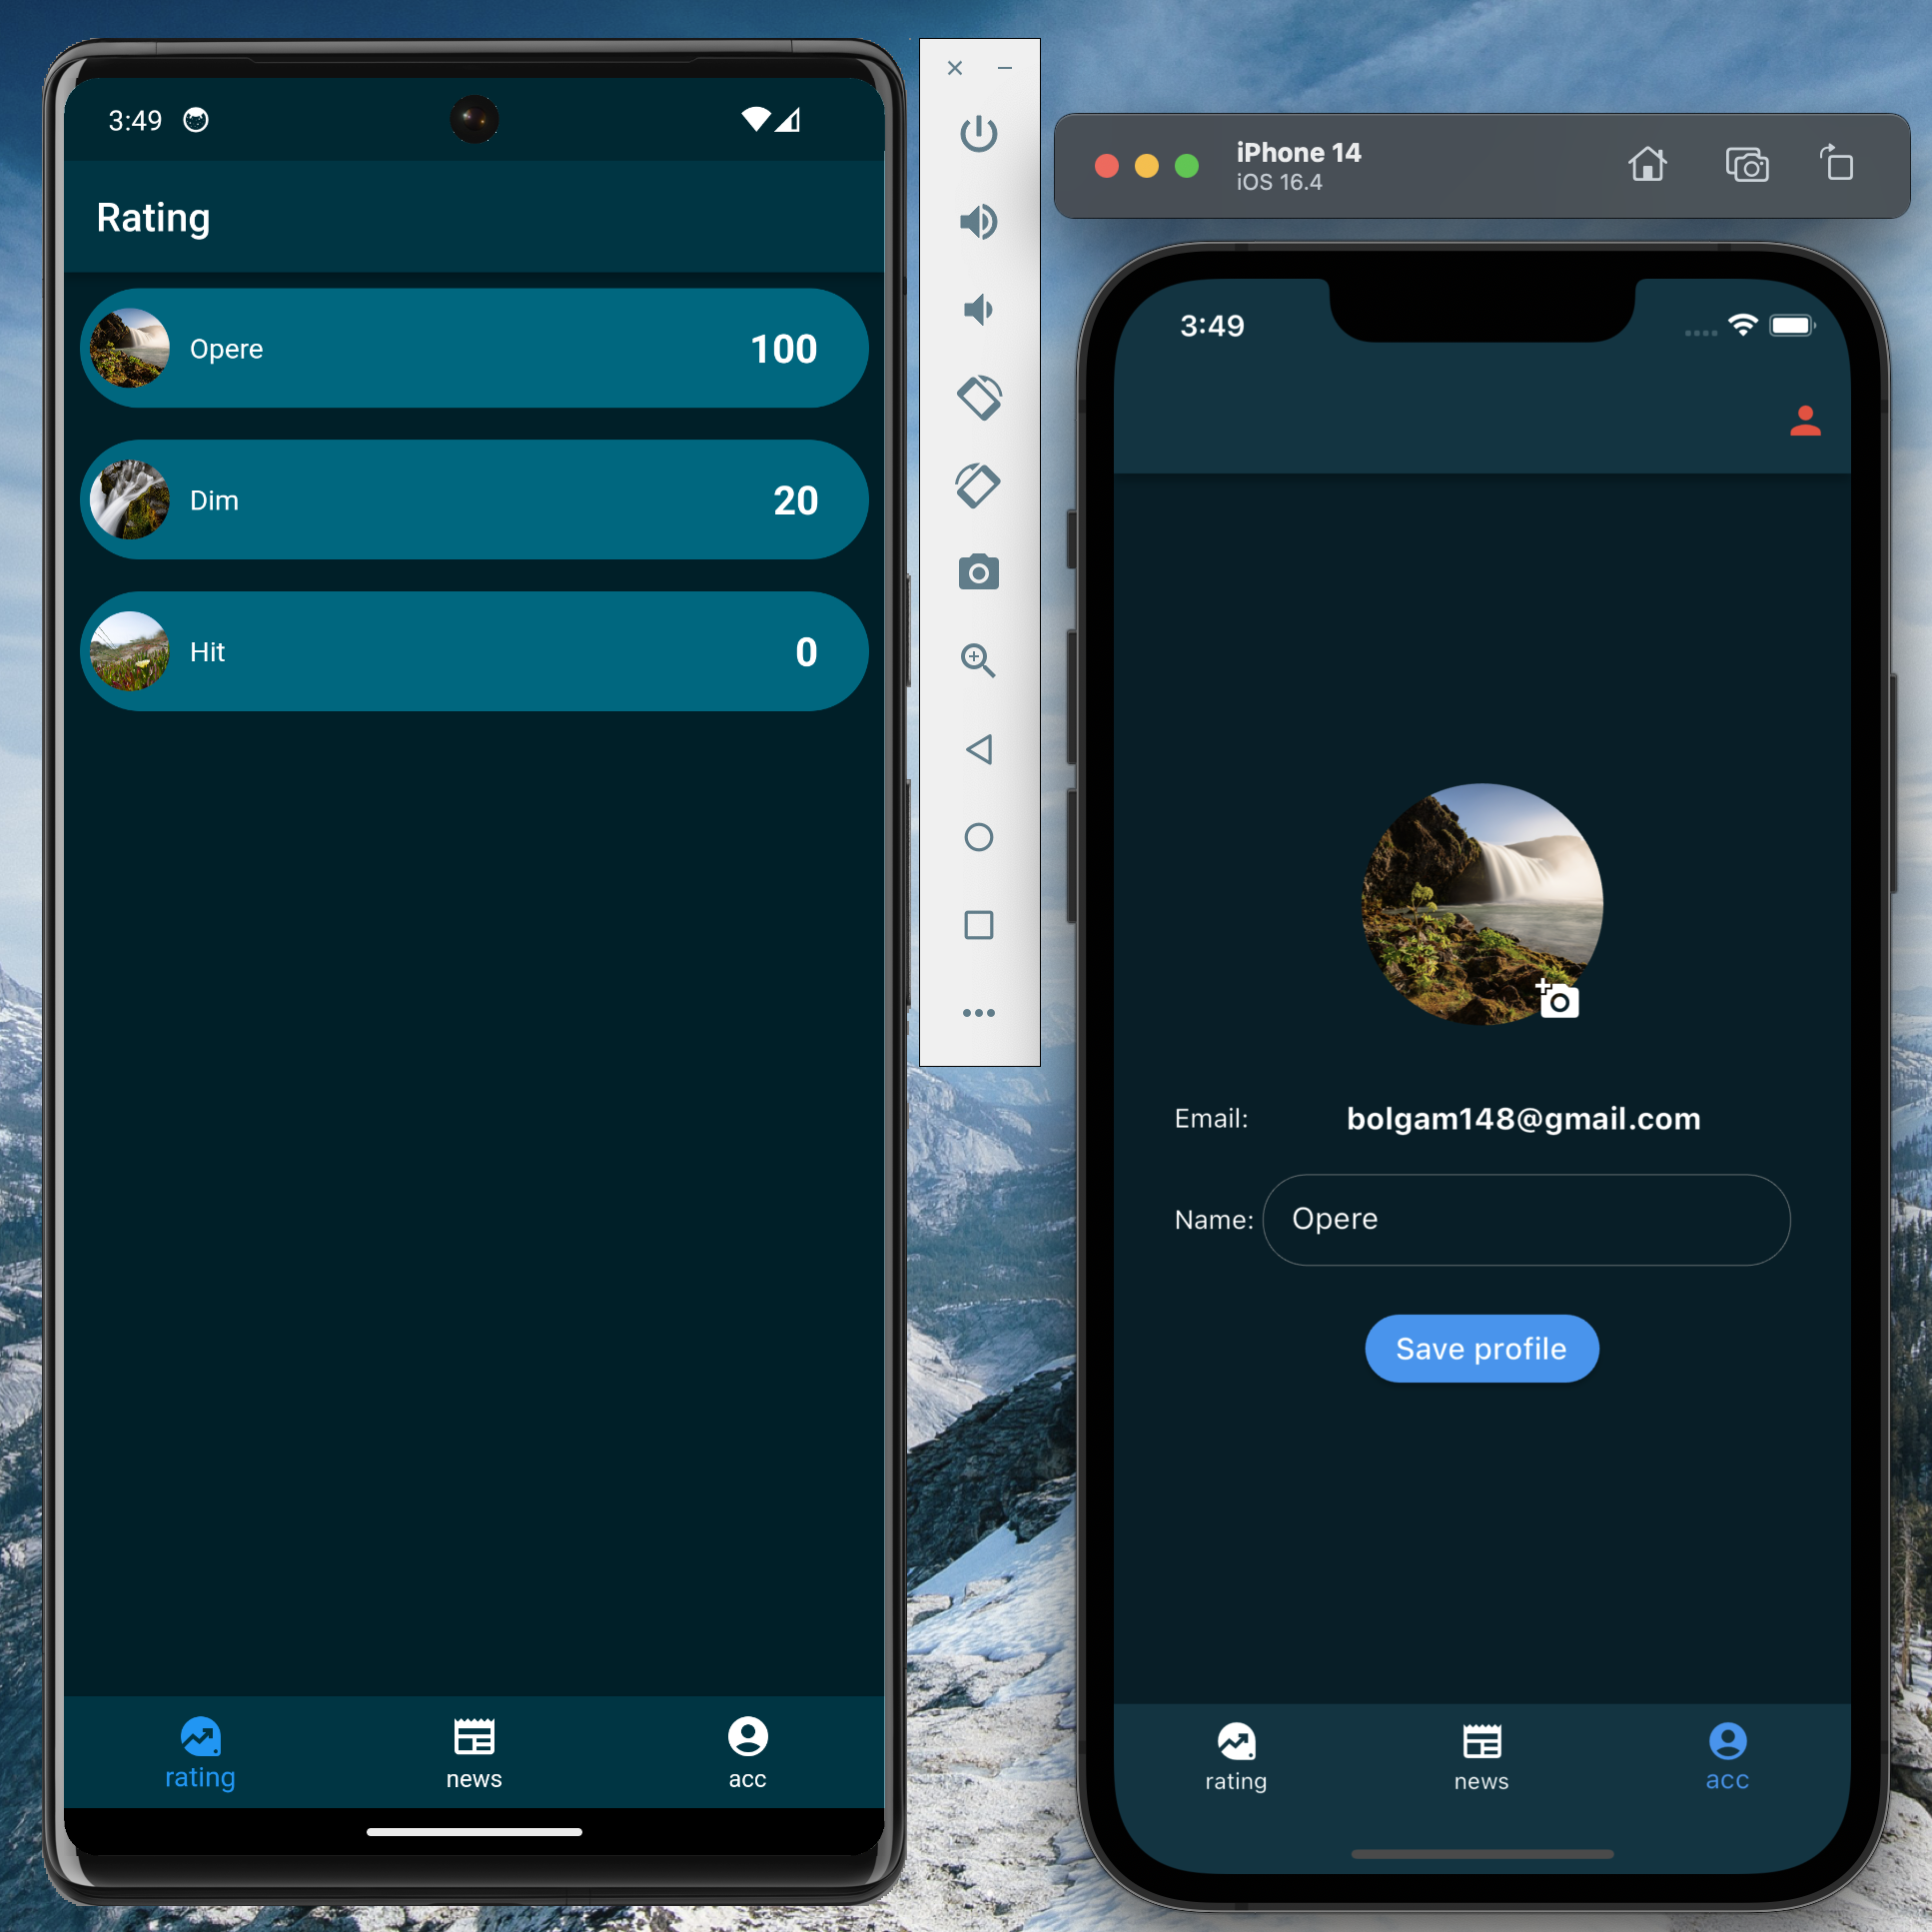 3:49
Rating
Opere
100
Dim
20
Hit
0
rating
news
acc
iPhone 14
iOS 16.4
3:49
Email:
bolgam148@gmail.com
Name:
Opere
Save profile
rating
news
acc